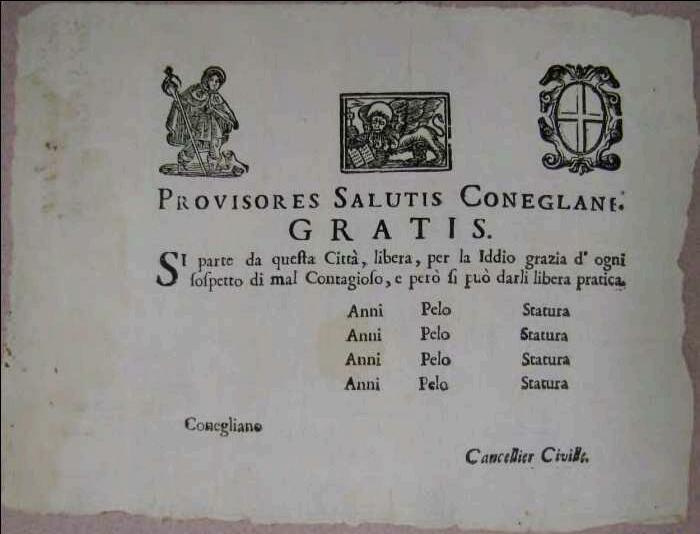 PROVISORES SALUTIS CONEGLANE.
GRATIS.
SI parte da queſta Città, libera, per la Iddio grazia d' ogni
ſoſpetto di mal Contagioſo, e però ſi può darli libera pratica.
Anni Pelo Statura
Anni Pelo Statura
Anni Pelo Statura
Anni Pelo Statura
Conegliano
Cancellier Civile.